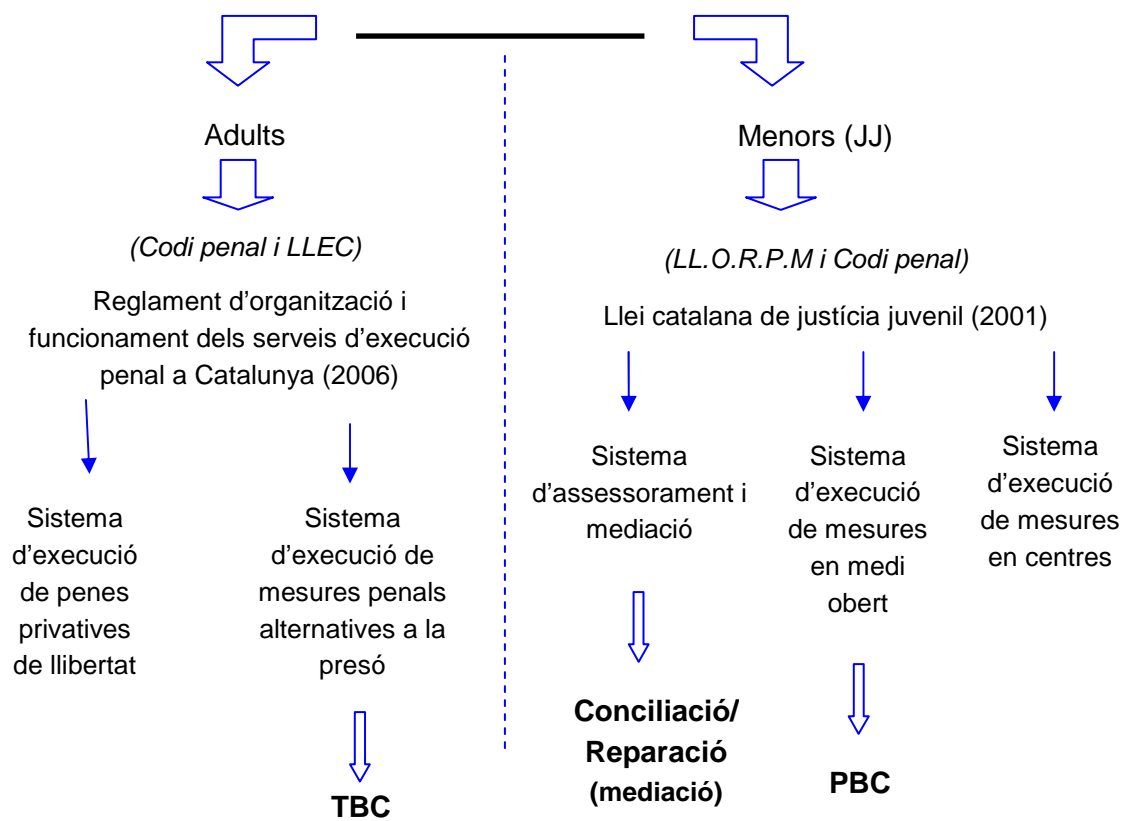 Adults
(Codi penal i LLEC)
Reglament d'organització i
funcionament dels serveis d'execució
penal a Catalunya (2006)
Sistema
d'execució
de penes
privatives
de llibertat
Sistema
d'execució de
mesures penals
alternatives a la
presó
TBC
Menors (JJ)
(LL.O.R.P.M i Codi penal)
Llei catalana de justícia juvenil (2001)
Sistema
d'assessorament i
mediació
Conciliació/
Reparació
(mediació)
Sistema
d'execució
de mesures
en medi
obert
PBC
Sistema
d'execució
de mesures
en centres